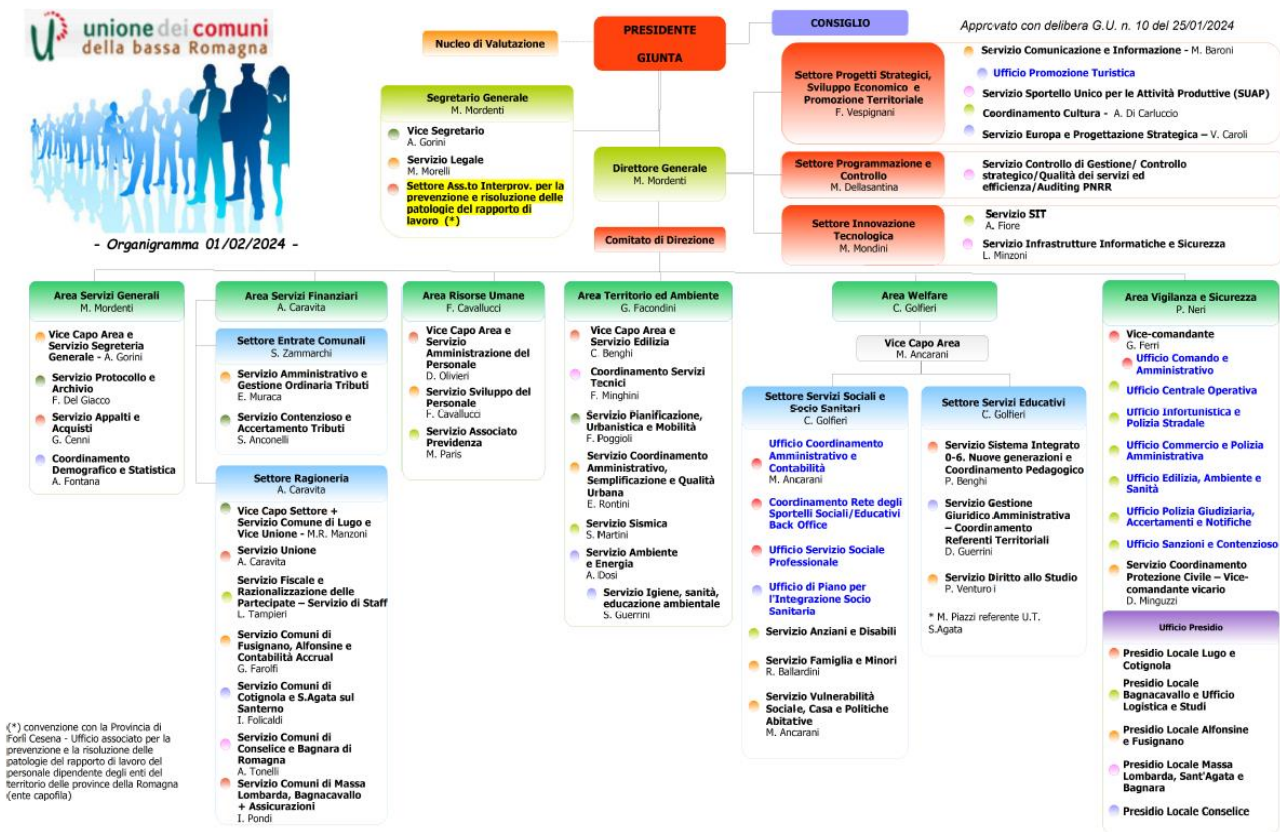 unione dei comuni
della bassa Romagna
- Organigramma 01/02/2024 -
Nucleo di Valutazione
PRESIDENTE
GIUNTA
CONSIGLIO
Approvato con delibera G.U. n. 10 del 25/01/2024
Segretario Generale
M. Mordenti
Vice Segretario
A. Gorini
Servizio Legale
M. Morelli
Settore Ass.to Interprov. per la
prevenzione e risoluzione delle
patologie del rapporto di
lavoro (*)
Direttore Generale
M. Mordenti
Comitato di Direzione
Settore Progetti Strategici,
Sviluppo Economico e
Promozione Territoriale
F. Vespignani
Servizio Comunicazione e Informazione - M. Baroni
Ufficio Promozione Turistica
Servizio Sportello Unico per le Attività Produttive (SUAP)
Coordinamento Cultura - A. Di Carluccio
Servizio Europa e Progettazione Strategica – V. Caroli
Settore Programmazione e
Controllo
M. Dellasantina
Servizio Controllo di Gestione/ Controllo
strategico/Qualità dei servizi ed
efficienza/Auditing PNRR
Settore Innovazione
Tecnologica
M. Mondini
Servizio SIT
A. Fiore
Servizio Infrastrutture Informatiche e Sicurezza
L. Minzoni
Area Servizi Generali
M. Mordenti
Vice Capo Area e
Servizio Segreteria
Generale - A. Gorini
Servizio Protocollo e
Archivio
F. Del Giacco
Servizio Appalti e
Acquisti
G. Cenni
Coordinamento
Demografico e Statistica
A. Fontana
Area Servizi Finanziari
A. Caravita
Settore Entrate Comunali
S. Zammarchi
Servizio Amministrativo e
Gestione Ordinaria Tributi
E. Muraca
Servizio Contenzioso e
Accertamento Tributi
S. Anconelli
Settore Ragioneria
A. Caravita
Vice Capo Settore +
Servizio Comune di Lugo e
Vice Unione - M.R. Manzoni
Servizio Unione
A. Caravita
Servizio Fiscale e
Razionalizzazione delle
Partecipate – Servizio di Staff
L. Tampieri
Servizio Comuni di
Fusignano, Alfonsine e
Contabilità Accrual
G. Farolfi
Servizio Comuni di
Cotignola e S.Agata sul
Santerno
I. Folicaldi
Servizio Comuni di
Conselice e Bagnara di
Romagna
A. Tonelli
Servizio Comuni di Massa
Lombarda, Bagnacavallo
+ Assicurazioni
I. Pondi
Area Risorse Umane
F. Cavallucci
Vice Capo Area e
Servizio
Amministrazione del
Personale
D. Olivieri
Servizio Sviluppo del
Personale
F. Cavallucci
Servizio Associato
Previdenza
M. Paris
Area Territorio ed Ambiente
G. Facondini
Vice Capo Area e
Servizio Edilizia
C. Benghi
Coordinamento Servizi
Tecnici
F. Minghini
Servizio Pianificazione,
Urbanistica e Mobilità
F. Poggioli
Servizio Coordinamento
Amministrativo,
Semplificazione e Qualità
Urbana
E. Rontini
Servizio Sismica
S. Martini
Servizio Ambiente
e Energia
A. Dosi
Servizio Igiene, sanità,
educazione ambientale
S. Guerrini
Area Welfare
C. Golfieri
Vice Capo Area
M. Ancarani
Settore Servizi Sociali e
Socio Sanitari
C. Golfieri
Ufficio Coordinamento
Amministrativo e
Contabilità
M. Ancarani
Coordinamento Rete degli
Sportelli Sociali/Educativi
Back Office
Ufficio Servizio Sociale
Professionale
Ufficio di Piano per
l'Integrazione Socio
Sanitaria
Servizio Anziani e Disabili
Servizio Famiglia e Minori
R. Ballardini
Servizio Vulnerabilità
Sociale, Casa e Politiche
Abitative
M. Ancarani
Settore Servizi Educativi
C. Golfieri
Servizio Sistema Integrato
0-6. Nuove generazioni e
Coordinamento Pedagogico
P. Benghi
Servizio Gestione
Giuridico Amministrativa
– Coordinamento
Referenti Territoriali
D. Guerrini
Servizio Diritto allo Studio
P. Venturoi
* M. Piazzi referente U.T.
S.Agata
Area Vigilanza e Sicurezza
P. Neri
Vice-comandante
G. Ferri
Ufficio Comando e
Amministrativo
Ufficio Centrale Operativa
Ufficio Infortunistica e
Polizia Stradale
Ufficio Commercio e Polizia
Amministrativa
Ufficio Edilizia, Ambiente e
Sanità
Ufficio Polizia Giudiziaria,
Accertamenti e Notifiche
Ufficio Sanzioni e Contenzioso
Servizio Coordinamento
Protezione Civile – Vice-
comandante vicario
D. Minguzzi
Ufficio Presidio
Presidio Locale Lugo e
Cotignola
Presidio Locale
Bagnacavallo e Ufficio
Logistica e Studi
Presidio Locale Alfonsine
e Fusignano
Presidio Locale Massa
Lombarda, Sant'Agata e
Bagnara
Presidio Locale Conselice
(*) convenzione con la Provincia di
Forlì Cesena - Ufficio associato per la
prevenzione e la risoluzione delle
patologie del rapporto di lavoro del
personale dipendente degli enti del
territorio delle province della Romagna
(ente capofila)